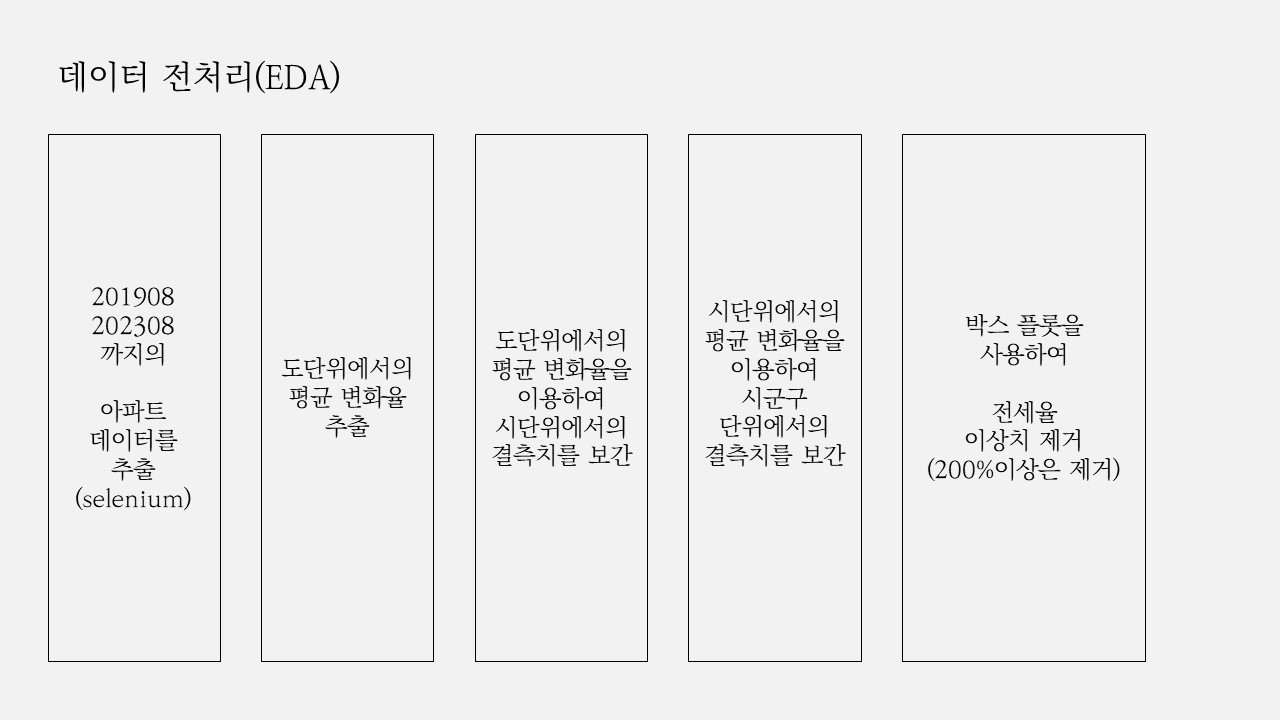 데이터 전처리(EDA)
201908
202308
까지의
아파트
데이터를
추출
(selenium)
도단위에서의
평균 변화율
추출
도단위에서의
평균 변화율을
이용하여
시단위에서의
결측치를 보간
시단위에서의
평균 변화율을
이용하여
시군구
단위에서의
결측치를 보간
박스 플롯을
사용하여
전세율
이상치 제거
(200%이상은 제거)